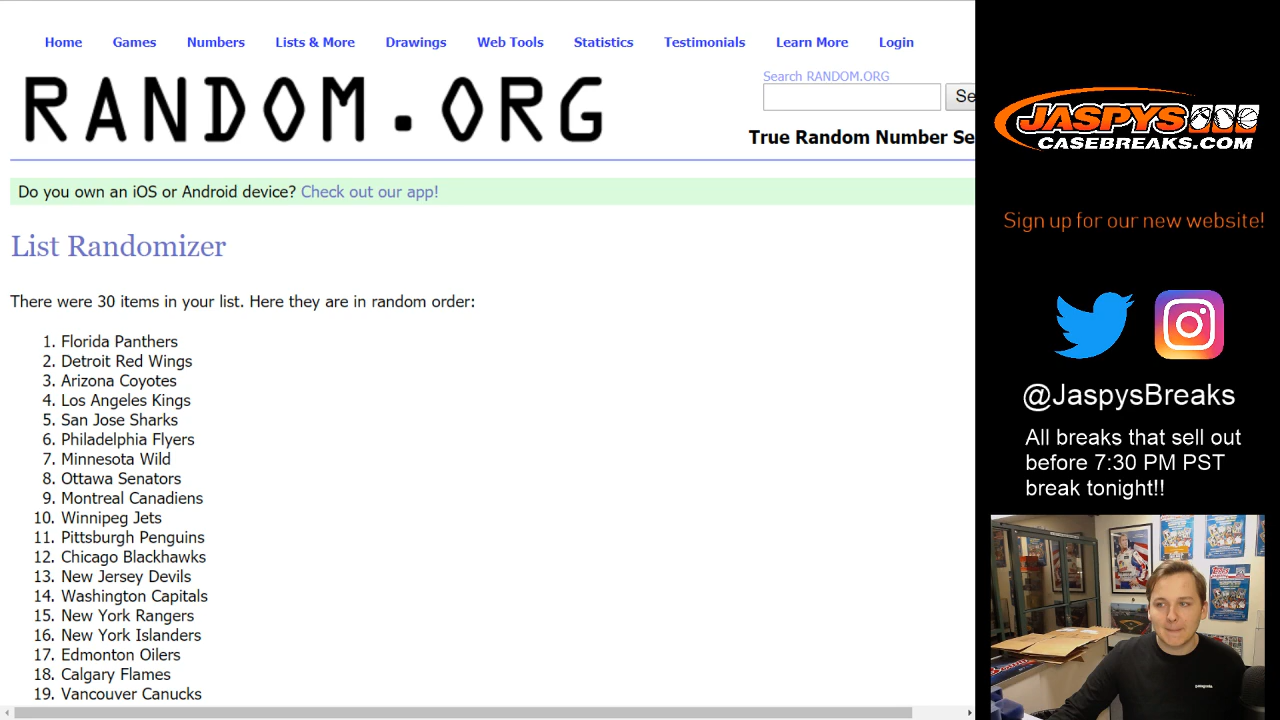 Home Games Numbers Lists & More Drawings Web Tools Statistics Testimonials Learn More Login
RANDOM.ORG
Search RANDOM.ORG
Se
True Random Number Se
Do you own an iOS or Android device? Check out our app!
List Randomizer
There were 30 items in your list. Here they are in random order:
1. Florida Panthers
2. Detroit Red Wings
3. Arizona Coyotes
4. Los Angeles Kings
5. San Jose Sharks
6. Philadelphia Flyers
7. Minnesota Wild
8. Ottawa Senators
9. Montreal Canadiens
10. Winnipeg Jets
11. Pittsburgh Penguins
12. Chicago Blackhawks
13. New Jersey Devils
14. Washington Capitals
15. New York Rangers
16. New York Islanders
17. Edmonton Oilers
18. Calgary Flames
19. Vancouver Canucks
JASPYS
CASEBREAKS.COM
Sign up for our new website!
@JaspysBreaks
All breaks that sell out
before 7:30 PM PST
break tonight!!